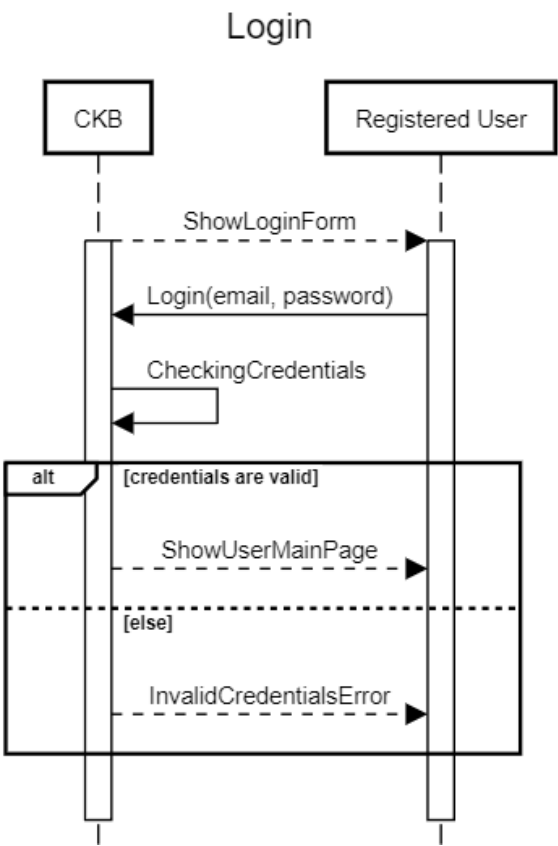 Login
CKB
Registered User
ShowLoginForm
Login(email, password)
CheckingCredentials
alt
[credentials are valid]
ShowUserMainPage
[else]
InvalidCredentialsError